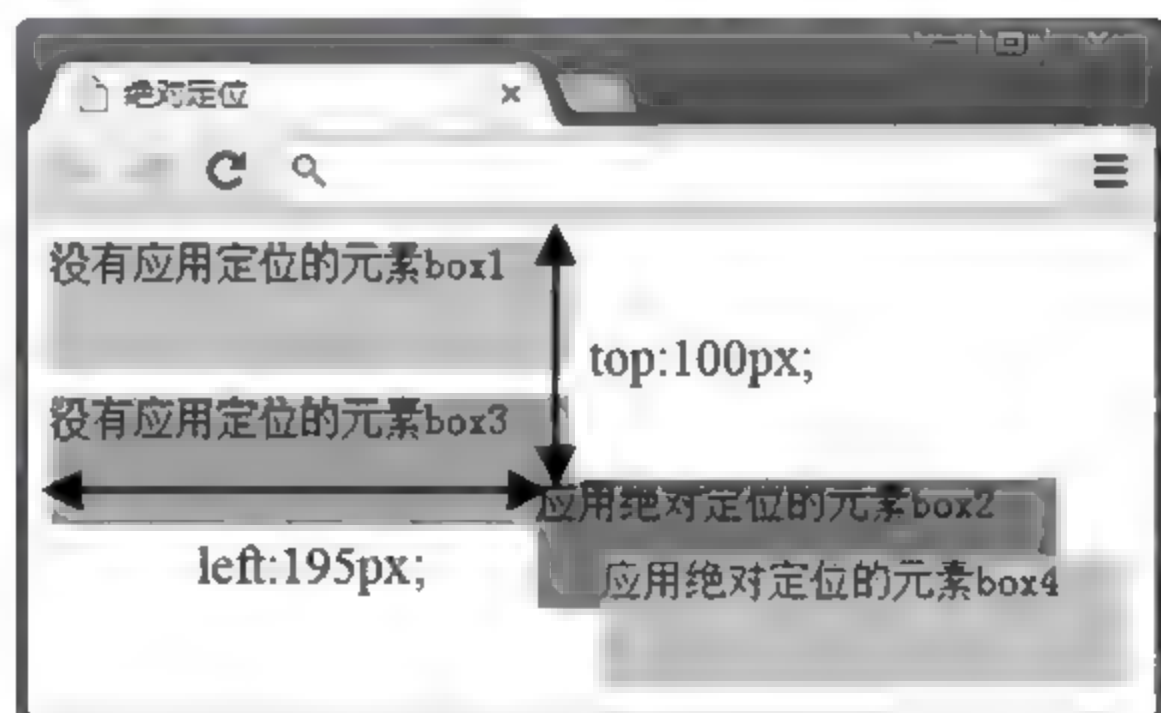 绝对定位
没有应用定位的元素box1
top:100px;
没有应用定位的元素box3
应用绝对定位的元素box2
left:195px;
应用绝对定位的元素box4